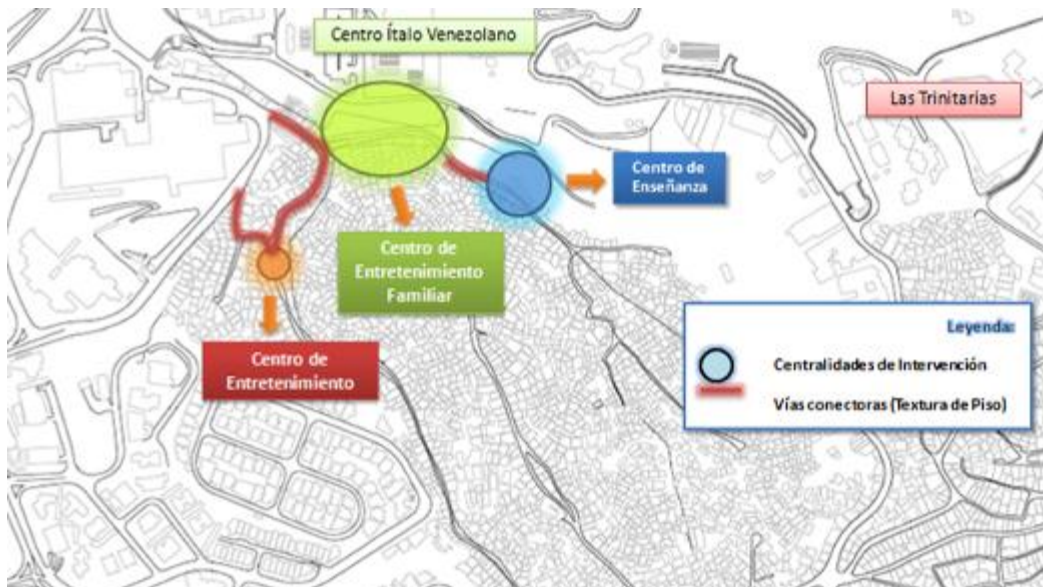 Centro Ítalo Venezolano
Las Trinitarias
Centro de
Enseñanza
Centro de
Entretenimiento
Familiar
Centro de
Entretenimiento
Leyenda:
Centralidades de Intervención
Vías conectoras (Textura de Piso)